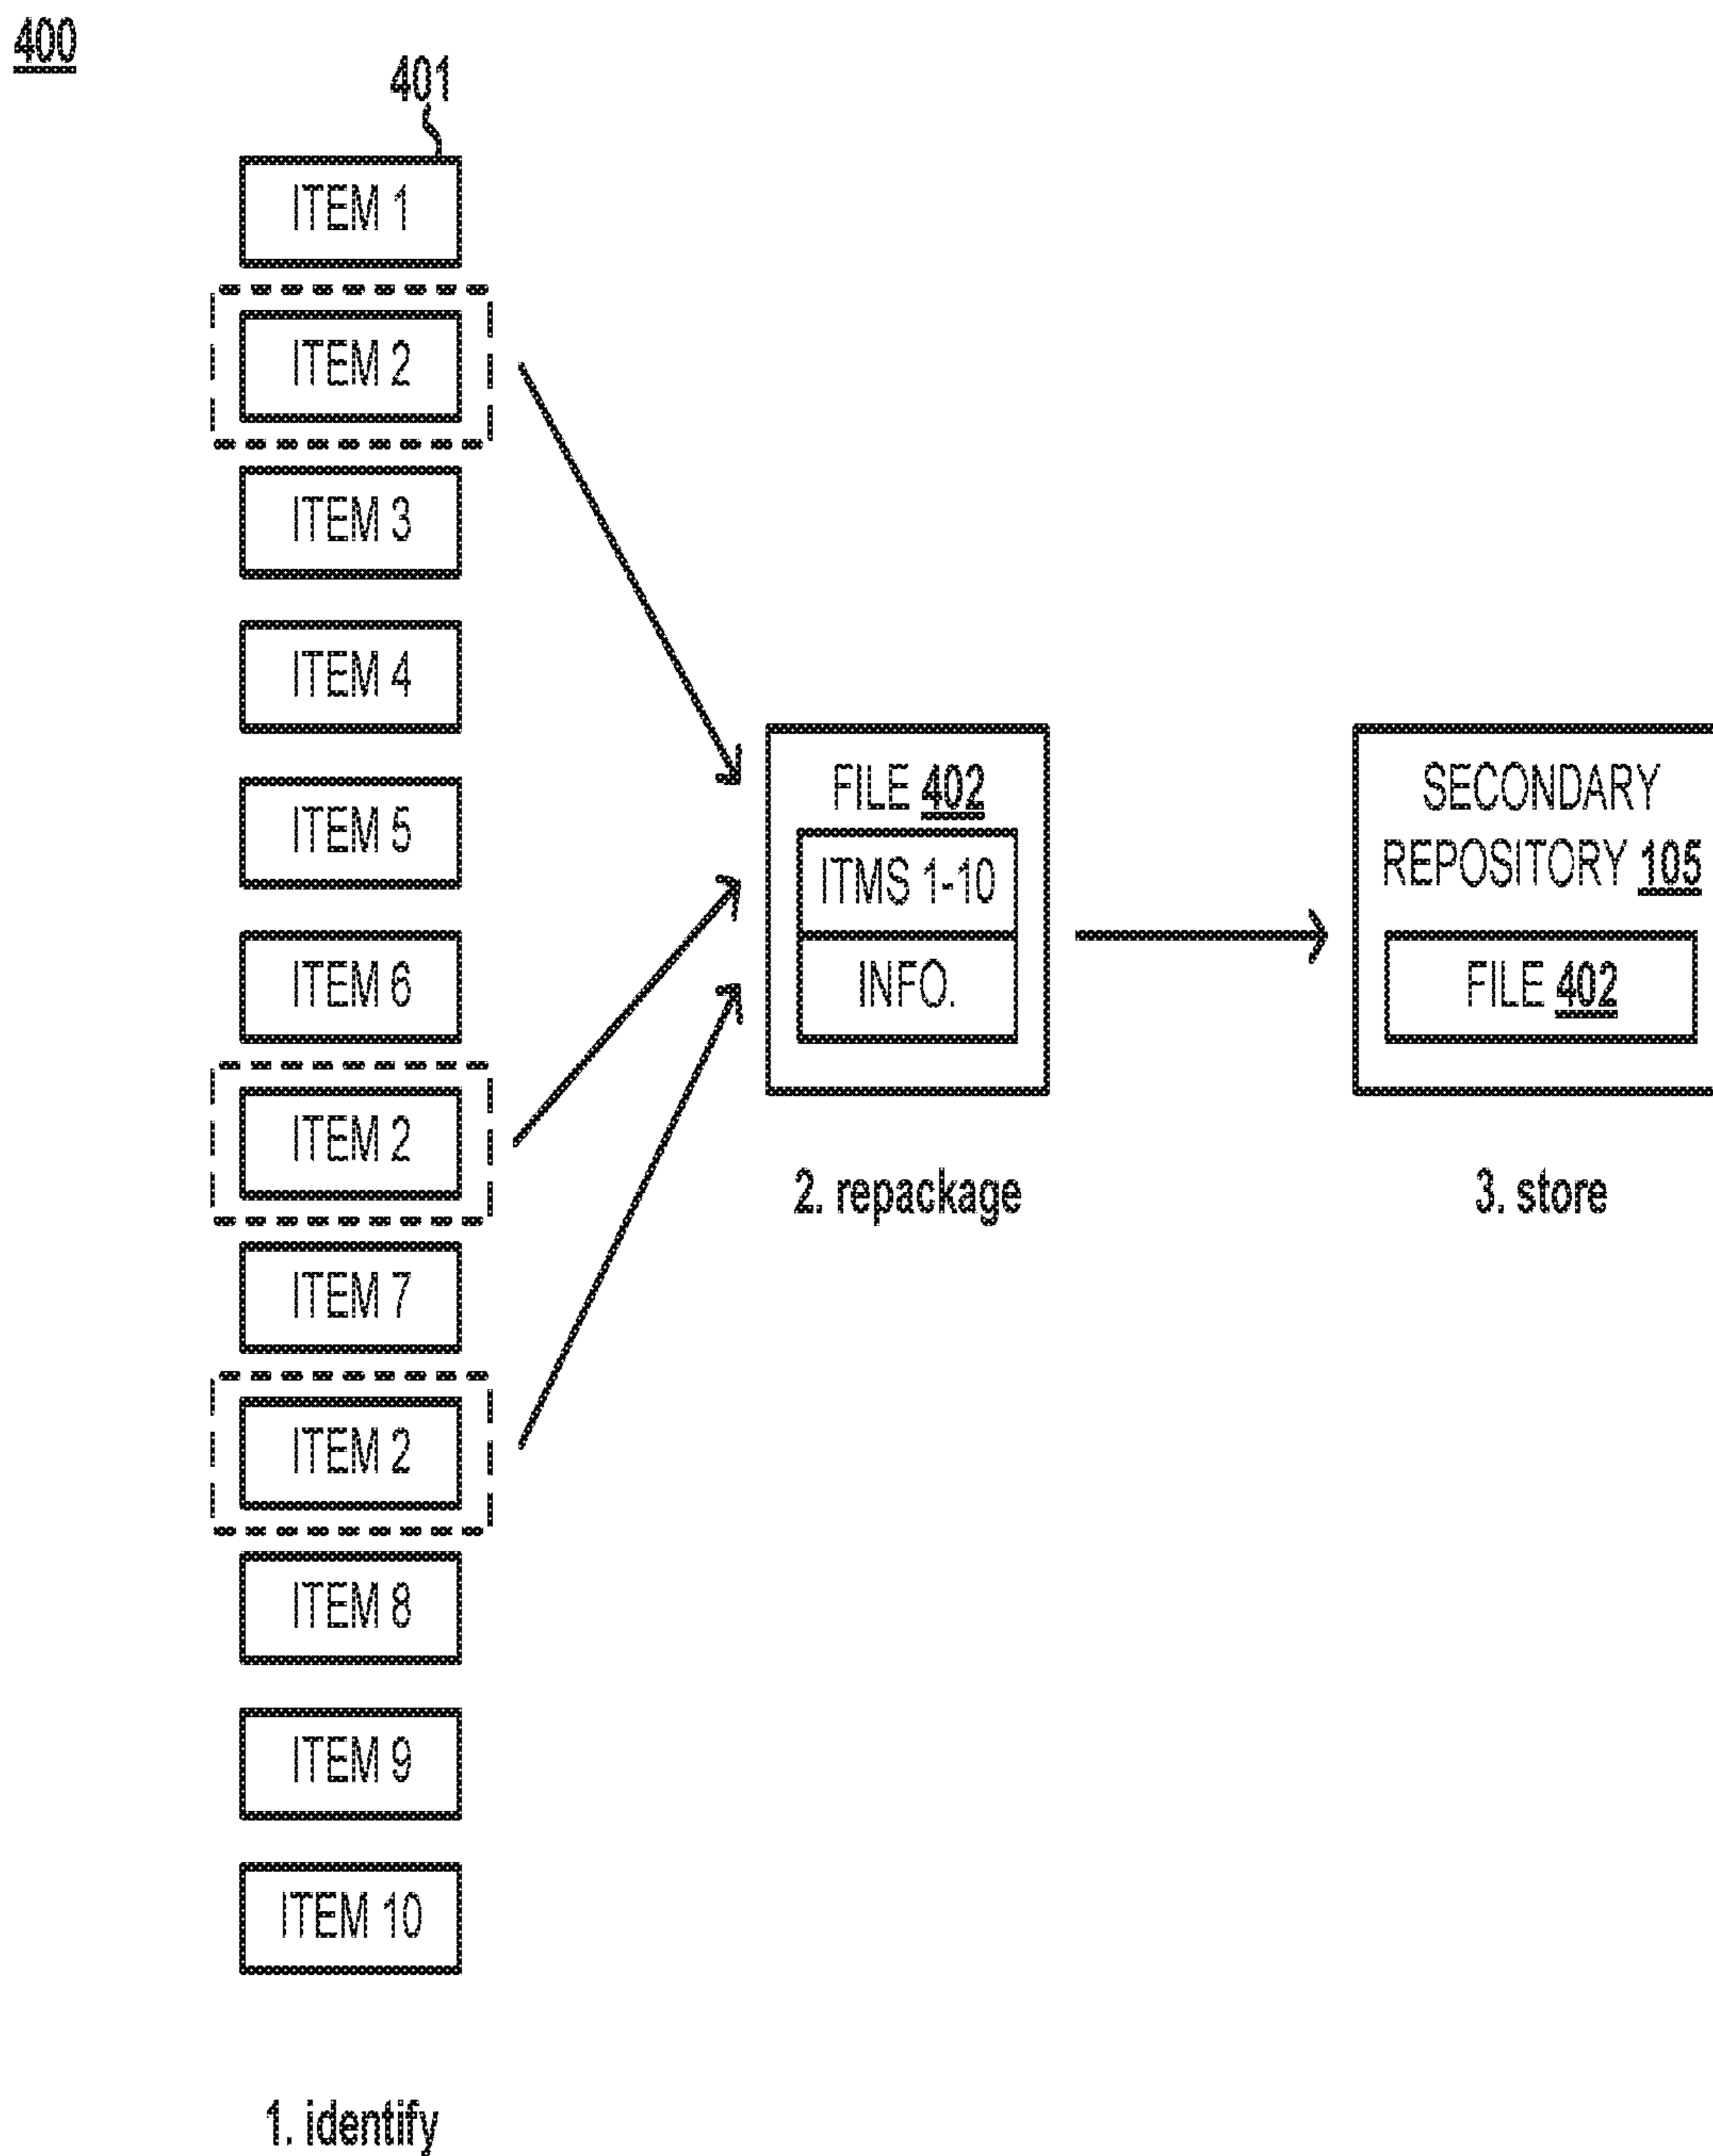 400
401
ITEM 1
ITEM 2
ITEM 3
ITEM 4
ITEM 5
ITEM 6
ITEM 2
ITEM 7
ITEM 2
ITEM 8
ITEM 9
ITEM 10
1. identify
FILE 402
ITMS 1-10
INFO.
2. repackage
SECONDARY
REPOSITORY 105
FILE 402
3. store